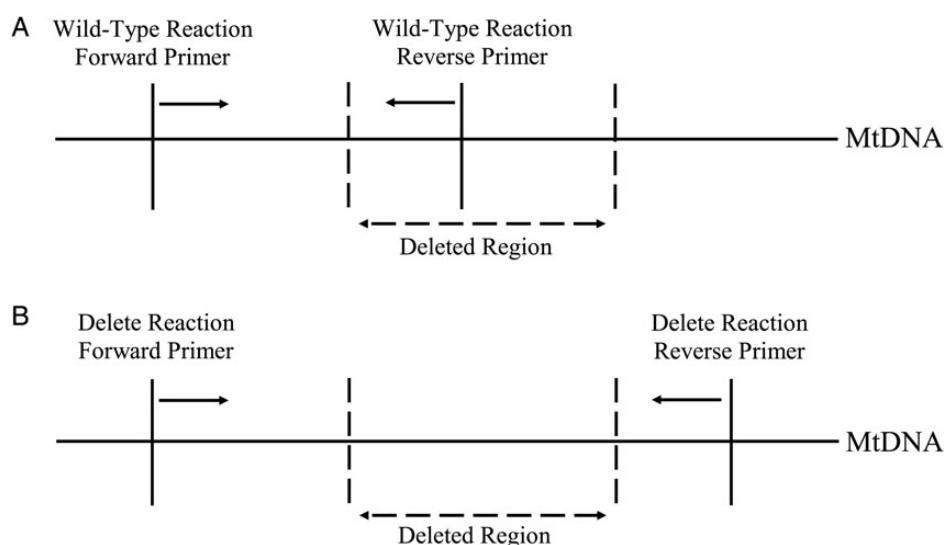 A
Wild-Type Reaction
Forward Primer
Wild-Type Reaction
Reverse Primer
MtDNA
Deleted Region
B
Delete Reaction
Forward Primer
Delete Reaction
Reverse Primer
MtDNA
Deleted Region